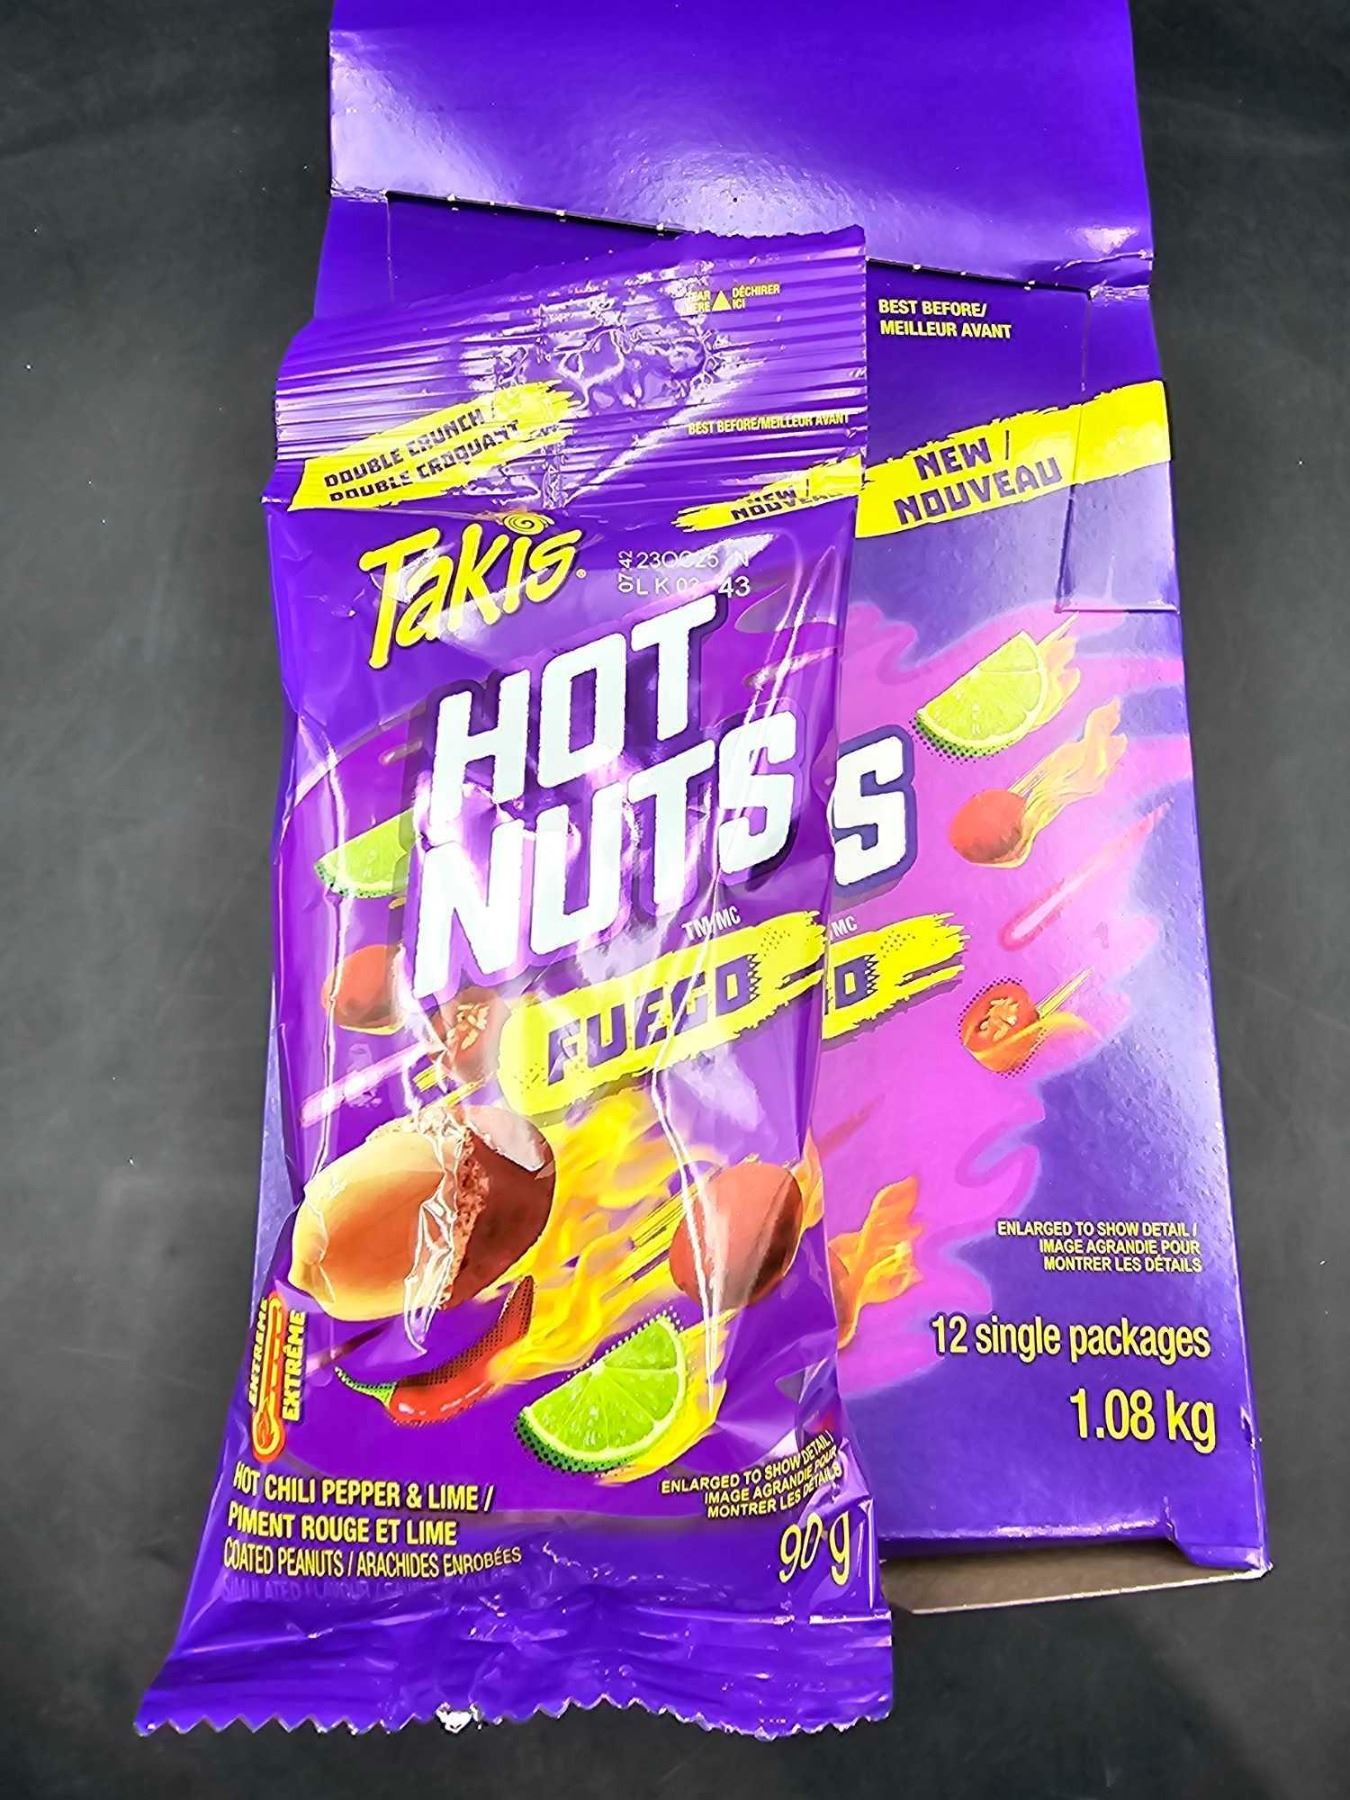 TEAR DÉCHIRER
HERE ICI
DOUBLE CRUNCH
DOUBLE CROQUANT
BEST BEFORE/MEILLEUR AVANT
NEW /
NOUVEAU
Takis
HOT
NUTS
TM/MC
FUEGO
EXTREME
EXTRÊME
HOT CHILI PEPPER & LIME /
PIMENT ROUGE ET LIME
COATED PEANUTS / ARACHIDES ENROBÉES
ENLARGED TO SHOW DETAIL /
IMAGE AGRANDIE POUR
MONTRER LES DÉTAILS
90 g
BEST BEFORE/
MEILLEUR AVANT
NEW /
NOUVEAU
S
MC
O
ENLARGED TO SHOW DETAIL /
IMAGE AGRANDIE POUR
MONTRER LES DÉTAILS
12 single packages
1.08 kg